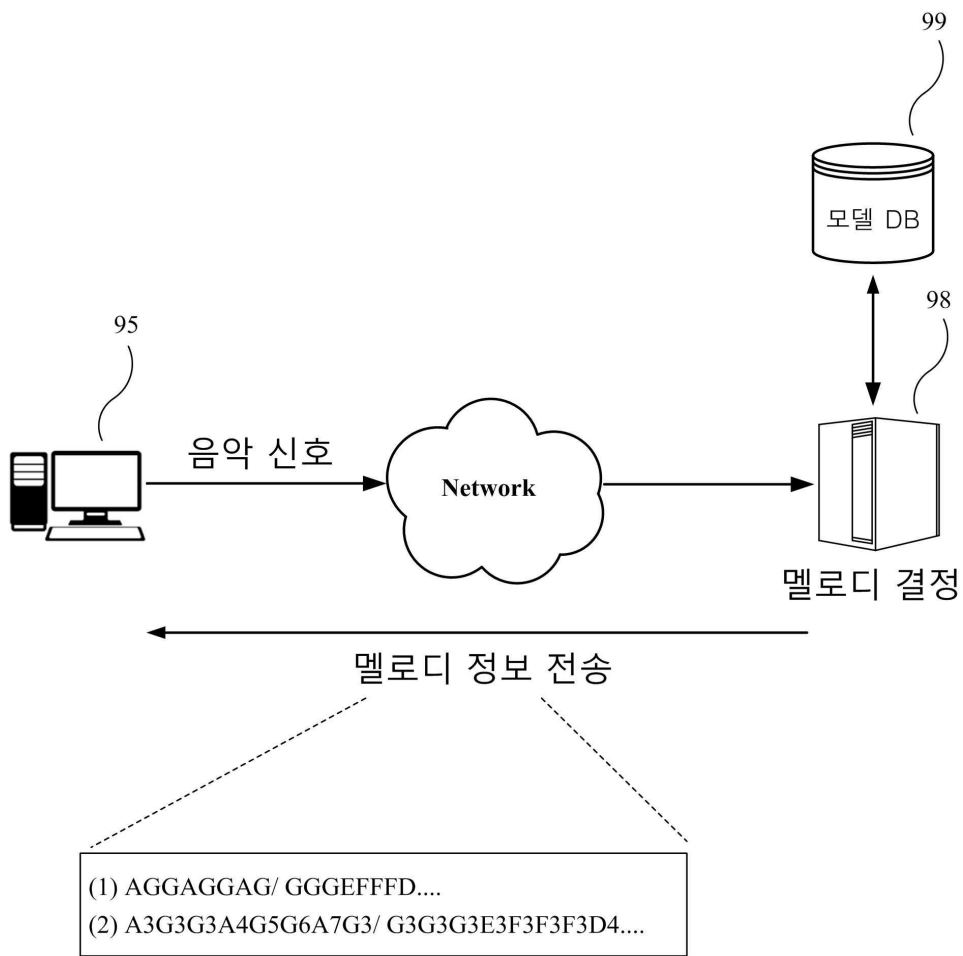 99
모델 DB
98
95
음악 신호
Network
멜로디 결정
멜로디 정보 전송
(1) AGGAGGAG/ GGGEFFFD....
(2) A3G3G3A4G5G6A7G3/ G3G3G3E3F3F3F3D4....